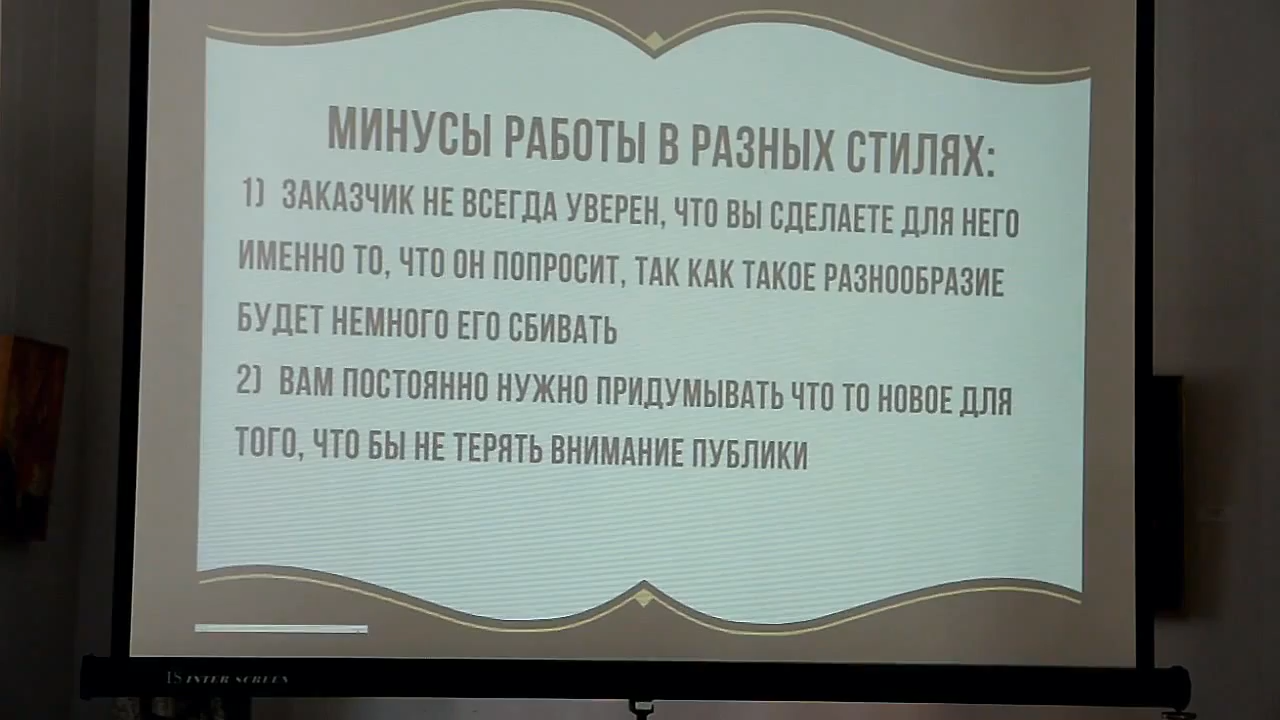 МИНУСЫ РАБОТЫ В РАЗНЫХ СТИЛЯХ:
1) ЗАКАЗЧИК НЕ ВСЕГДА УВЕРЕН, ЧТО ВЫ СДЕЛАЕТЕ ДЛЯ НЕГО
ИМЕННО ТО, ЧТО ОН ПОПРОСИТ, ТАК КАК ТАКОЕ РАЗНООБРАЗИЕ
БУДЕТ НЕМНОГО ЕГО СБИВАТЬ
2) ВАМ ПОСТОЯННО НУЖНО ПРИДУМЫВАТЬ ЧТО ТО НОВОЕ ДЛЯ
ТОГО, ЧТО БЫ НЕ ТЕРЯТЬ ВНИМАНИЕ ПУБЛИКИ
INTER SCREEN